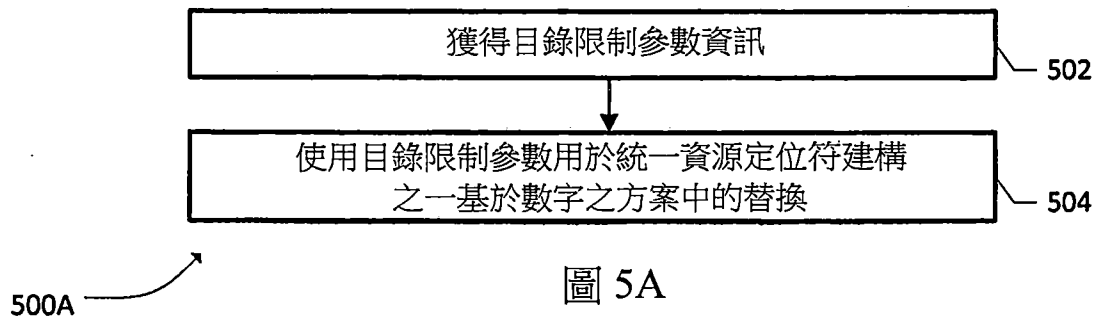 獲得目錄限制參數資訊
502
使用目錄限制參數用於統一資源定位符建構
之一基於數字之方案中的替換
504
500A
圖 5A